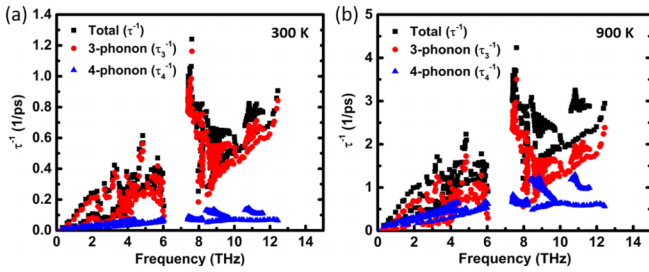 (a)
Total (τ⁻¹)
3-phonon (τ₃⁻¹)
4-phonon (τ₄⁻¹)
300 K
τ⁻¹ (1/ps)
1.4
1.2
1.0
0.8
0.6
0.4
0.2
0.0
0 2 4 6 8 10 12 14
Frequency (THz)
(b)
Total (τ⁻¹)
3-phonon (τ₃⁻¹)
4-phonon (τ₄⁻¹)
900 K
τ⁻¹ (1/ps)
5
4
3
2
1
0
0 2 4 6 8 10 12 14
Frequency (THz)